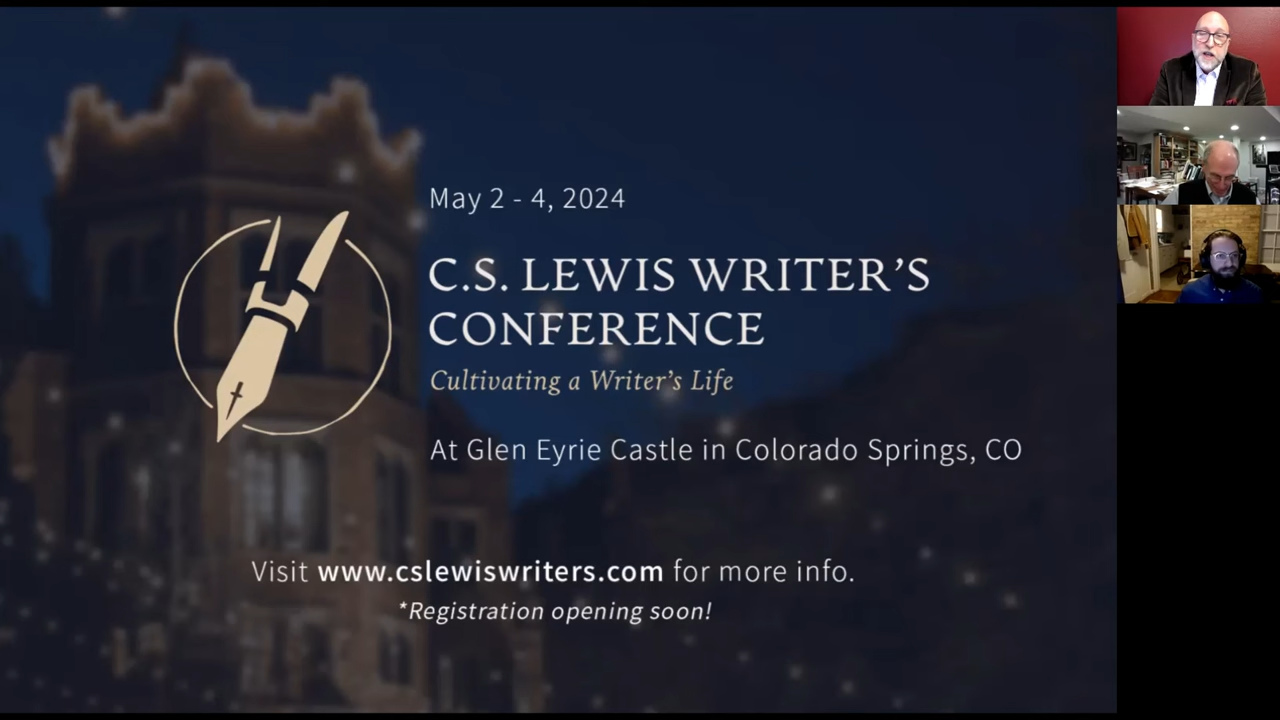 May 2 - 4, 2024
C.S. LEWIS WRITER'S
CONFERENCE
Cultivating a Writer's Life
At Glen Eyrie Castle in Colorado Springs, CO
Visit www.cslewiswriters.com for more info.
*Registration opening soon!